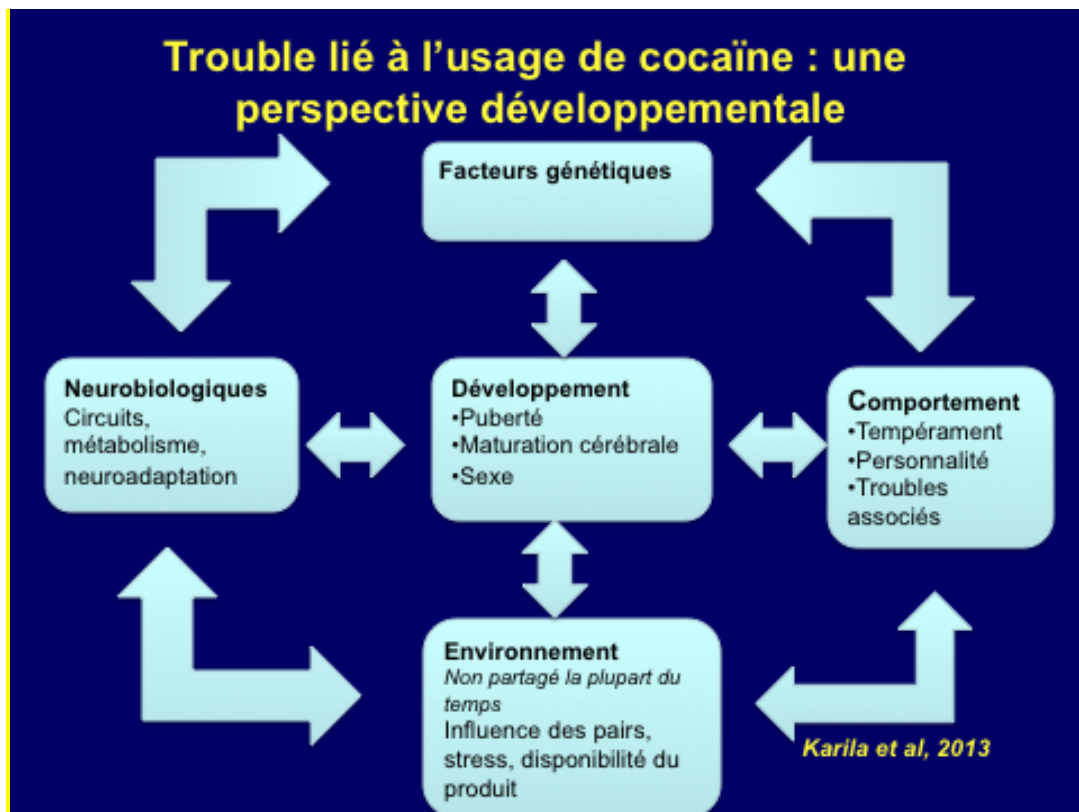 Trouble lié à l'usage de cocaïne : une
perspective développementale
Facteurs génétiques
Neurobiologiques
Circuits,
métabolisme,
neuroadaptation
Développement
•Puberté
•Maturation cérébrale
•Sexe
Comportement
•Tempérament
•Personnalité
•Troubles
associés
Environnement
Non partagé la plupart du
temps
Influence des pairs,
stress, disponibilité du
produit
Karila et al, 2013